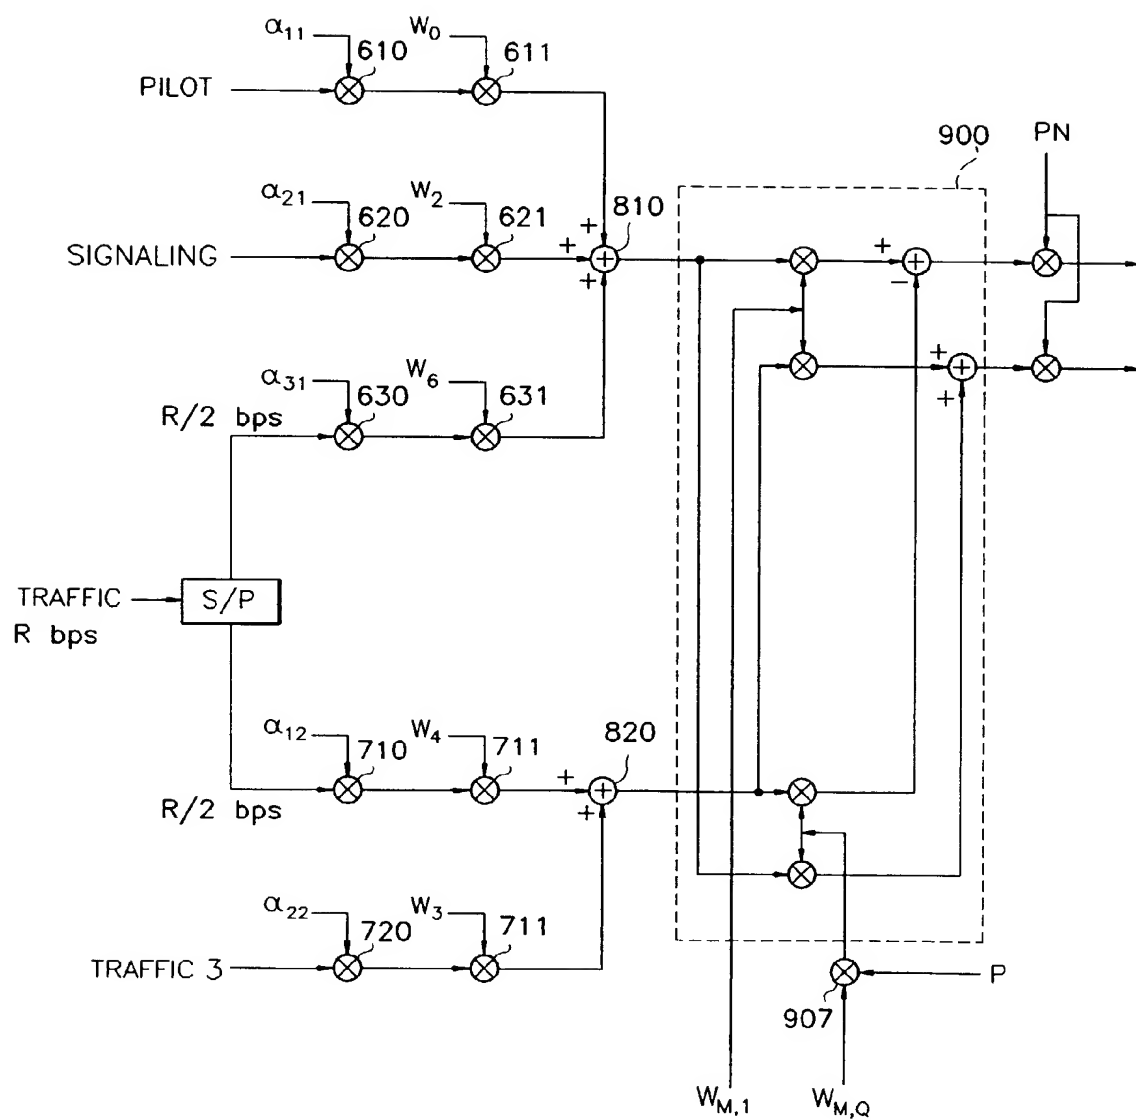 α11 W0
610 611
PILOT
PN
900
α21 W2 810
620 621 +
SIGNALING + + + −
+
α31 W6 + +
R/2 bps 630 631
TRAFFIC S/P
R bps
α12 W4 820
710 711 +
R/2 bps +
α22 W3
720 711
TRAFFIC 3 P
907
WM,1 WM,Q